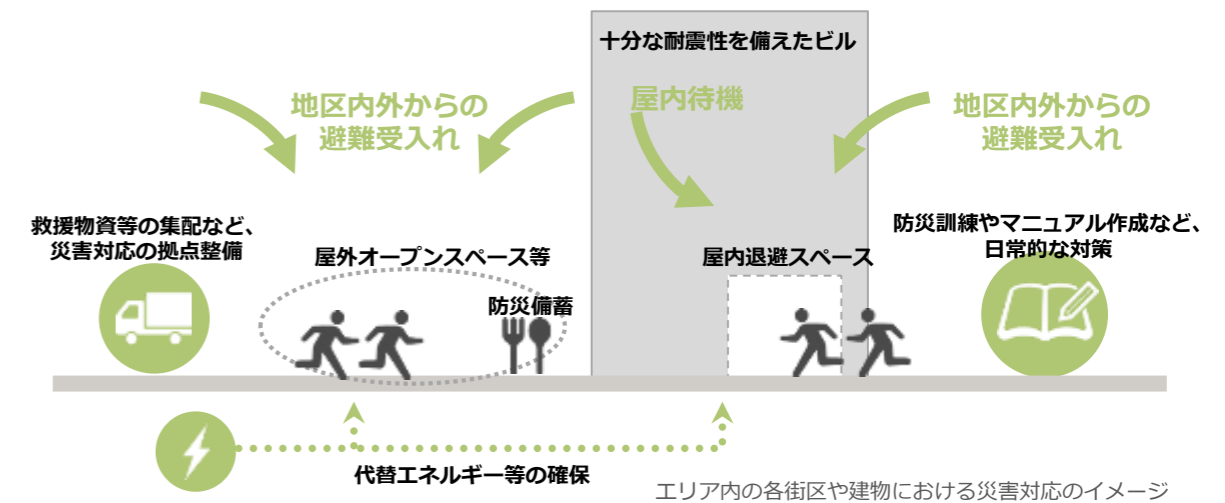 十分な耐震性を備えたビル
地区内外からの
避難受入れ
屋内待機
地区内外からの
避難受入れ
救援物資等の集配など、
災害対応の拠点整備
屋外オープンスペース等
防災備蓄
屋内退避スペース
防災訓練やマニュアル作成など、
日常的な対策
代替エネルギー等の確保
エリア内の各街区や建物における災害対応のイメージ